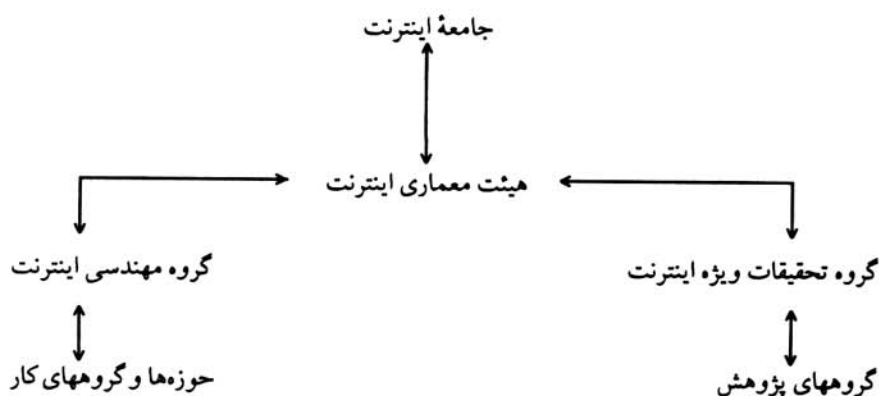 جامعهٔ اینترنت
هیئت معماری اینترنت
گروه تحقیقات ویژه اینترنت
گروه مهندسی اینترنت
گروههای پژوهش
حوزه‌ها و گروههای کار